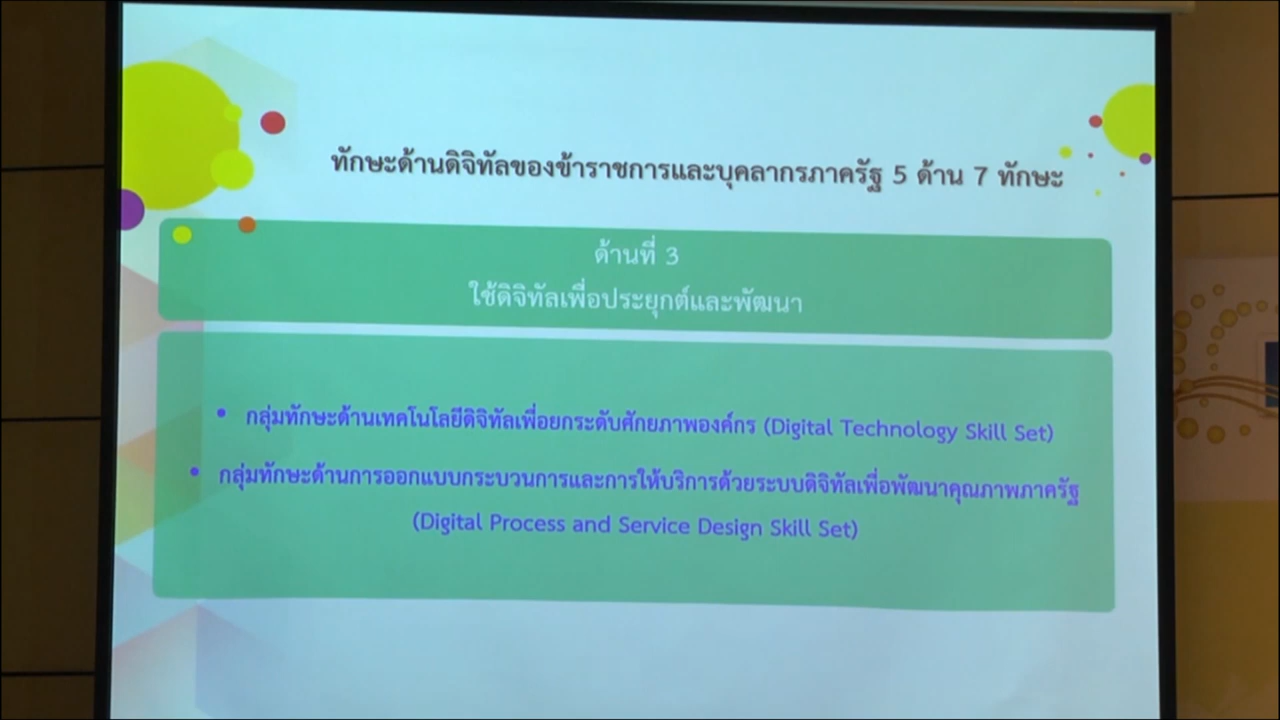 ทักษะด้านดิจิทัลของข้าราชการและบุคลากรภาครัฐ 5 ด้าน 7 ทักษะ
ด้านที่ 3
ใช้ดิจิทัลเพื่อประยุกต์และพัฒนา
• กลุ่มทักษะด้านเทคโนโลยีดิจิทัลเพื่อยกระดับศักยภาพองค์กร (Digital Technology Skill Set)
• กลุ่มทักษะด้านการออกแบบกระบวนการและการให้บริการด้วยระบบดิจิทัลเพื่อพัฒนาคุณภาพภาครัฐ
(Digital Process and Service Design Skill Set)